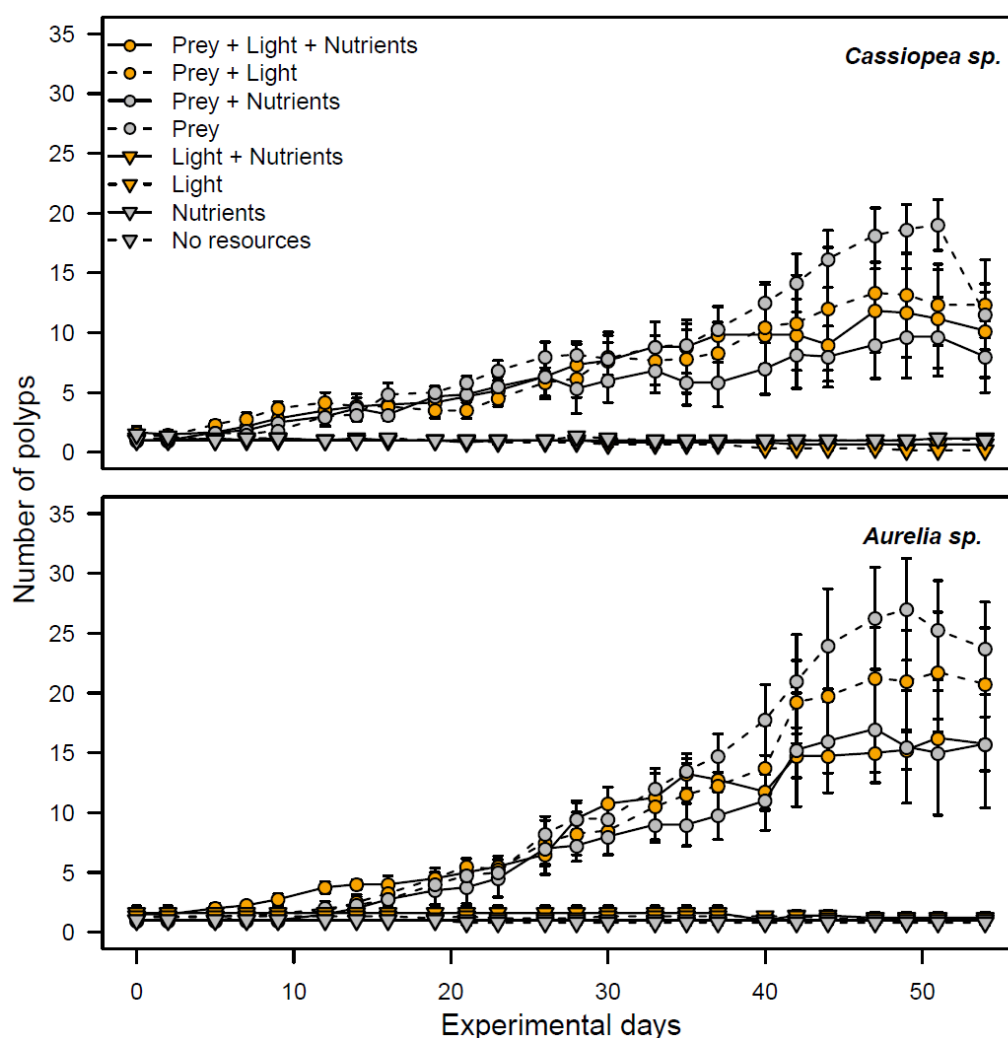 35
30
25
20
15
10
5
0
Prey + Light + Nutrients
Prey + Light
Prey + Nutrients
Prey
Light + Nutrients
Light
Nutrients
No resources
Cassiopea sp.
Number of polyps
35
30
25
20
15
10
5
0
Aurelia sp.
0 10 20 30 40 50
Experimental days